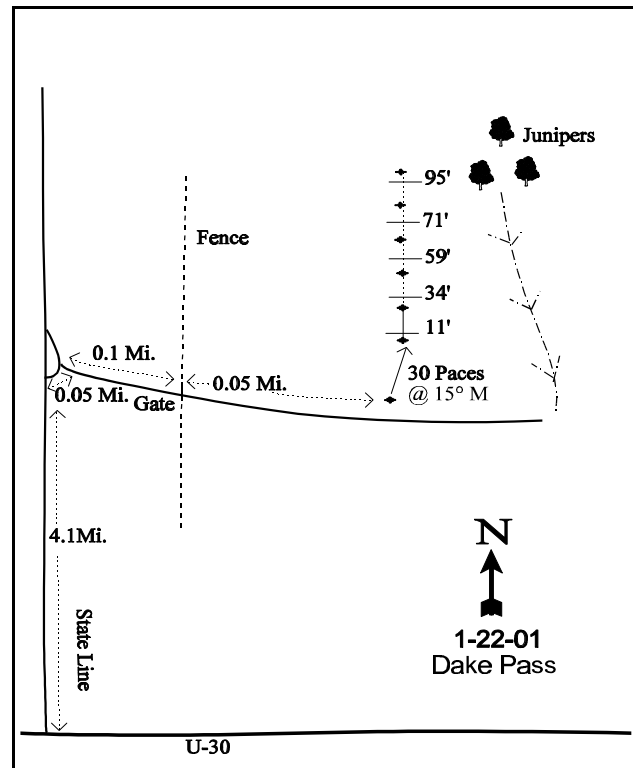 Junipers
95'
71'
Fence
59'
34'
11'
0.1 Mi.
0.05 Mi.
30 Paces
@ 15° M
0.05 Mi.
Gate
4.1Mi.
N
State Line
1-22-01
Dake Pass
U-30